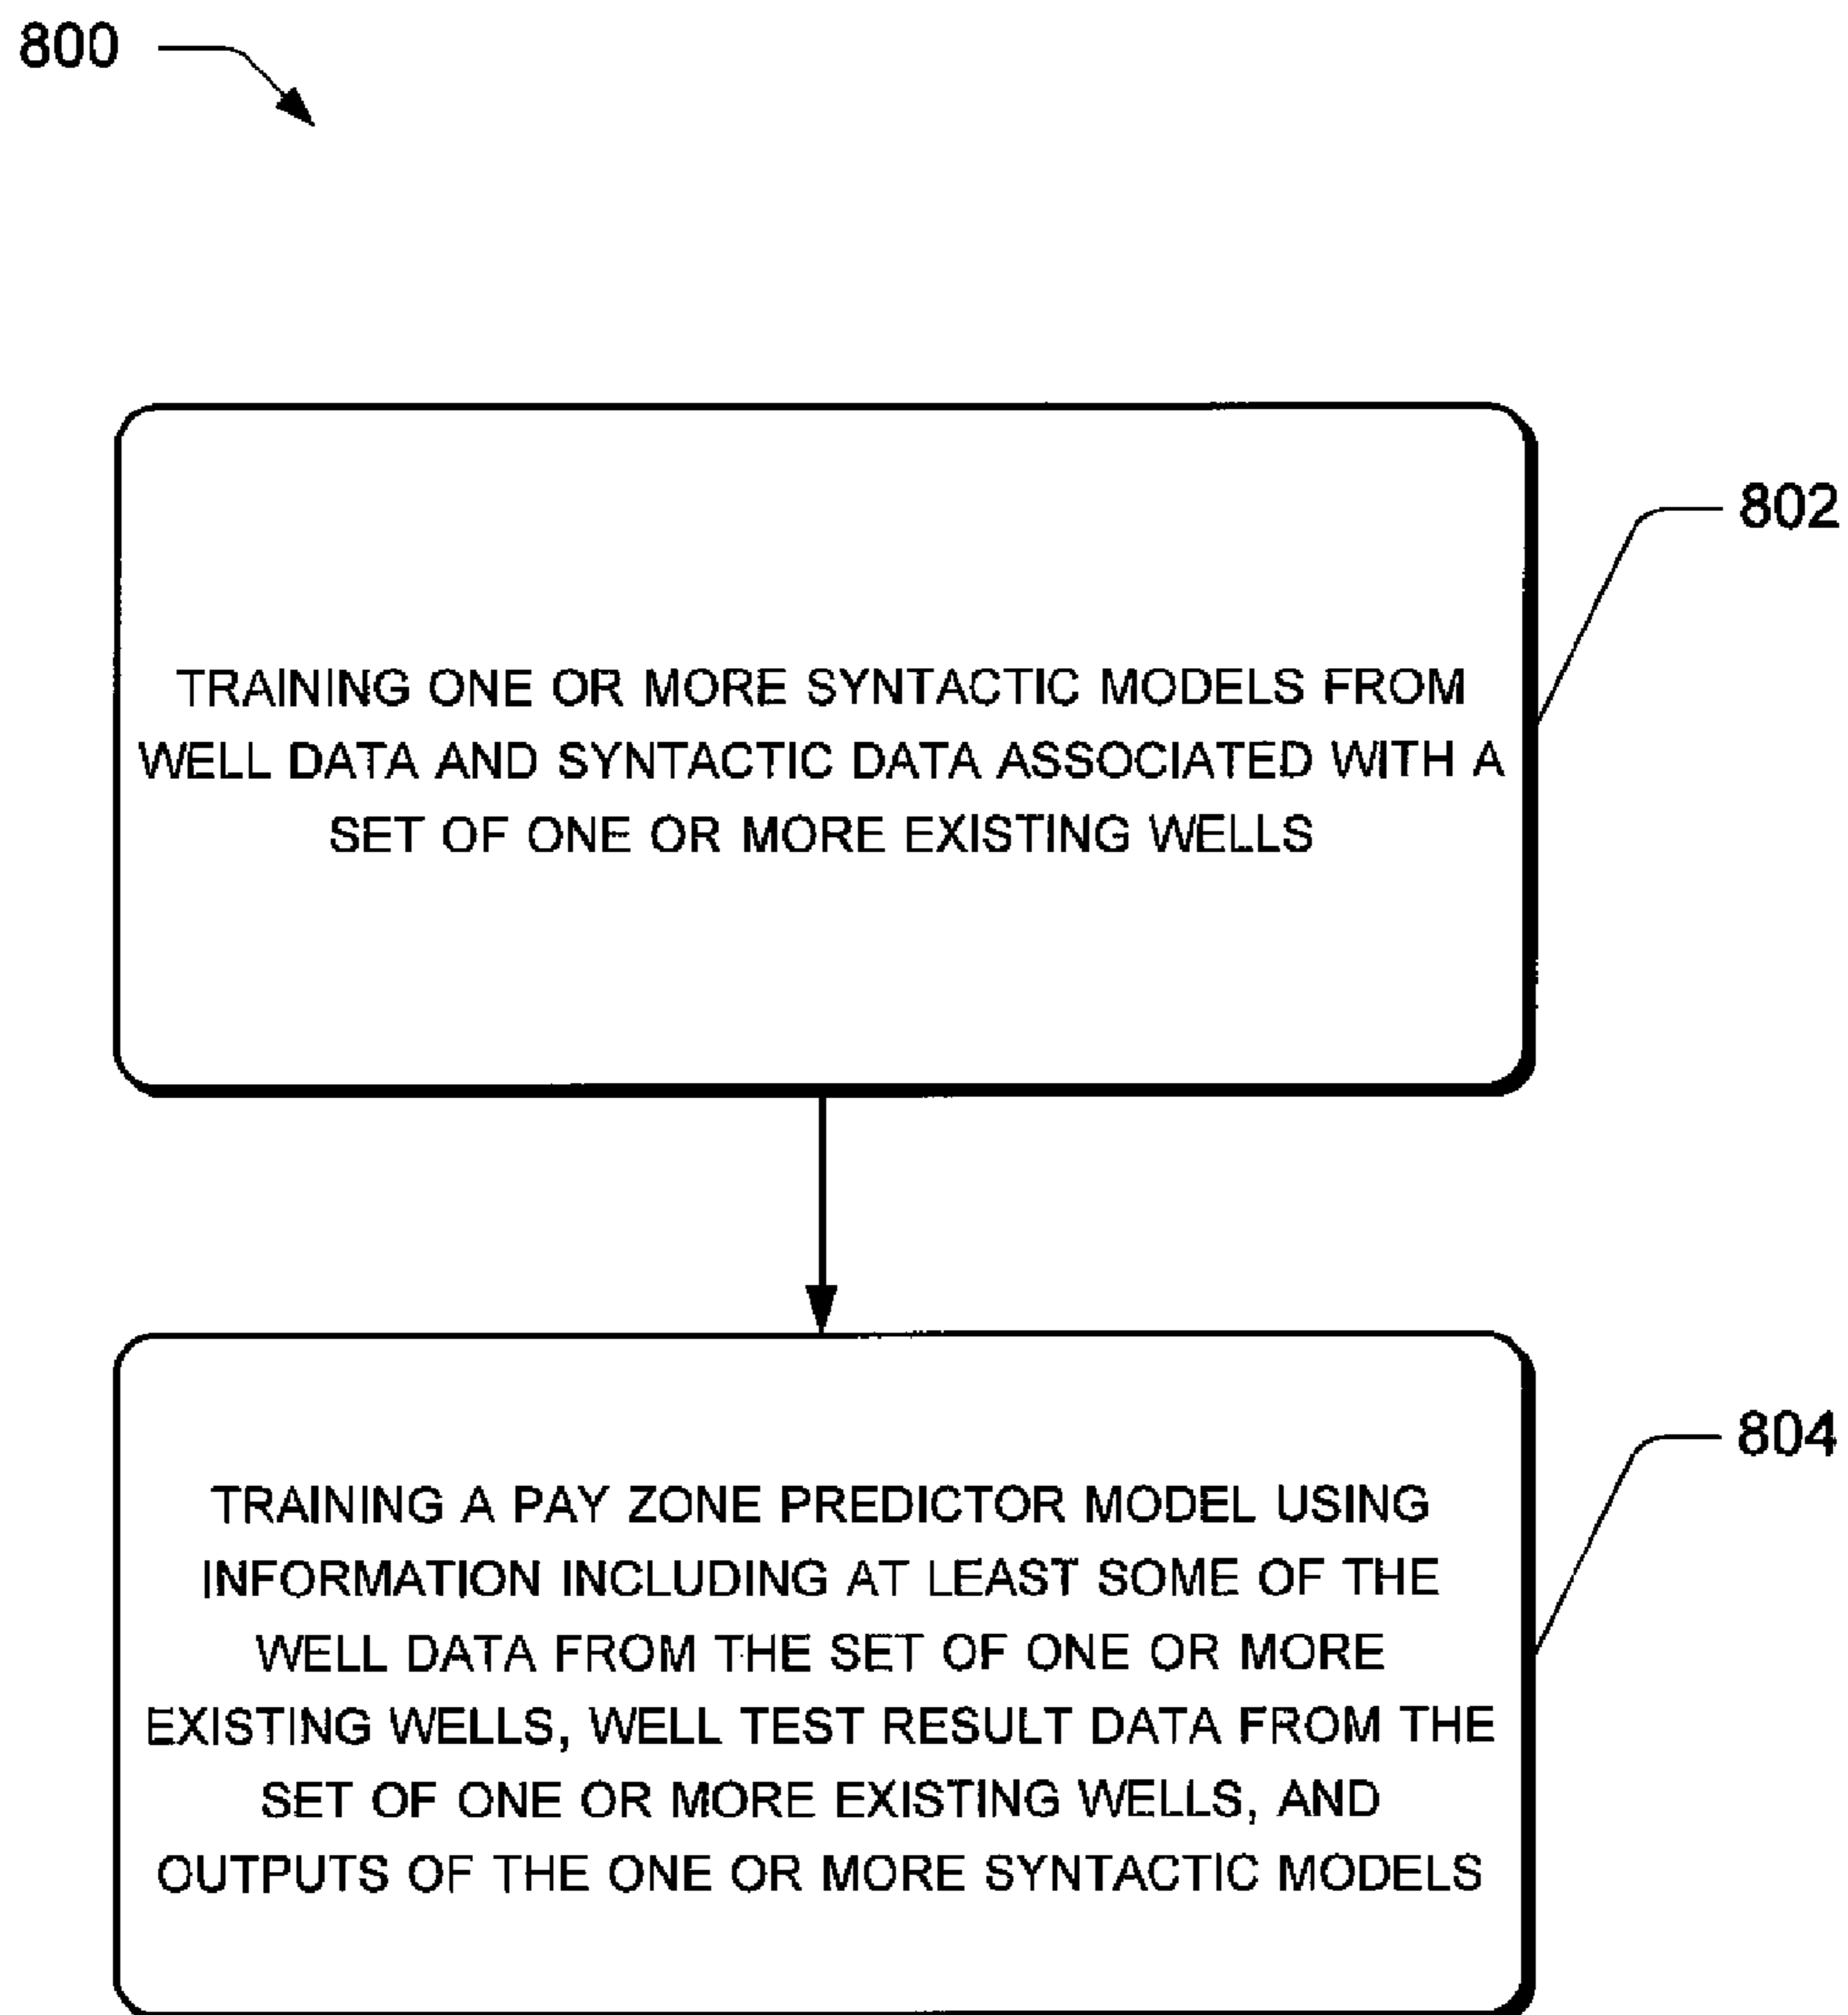 800
802
TRAINING ONE OR MORE SYNTACTIC MODELS FROM
WELL DATA AND SYNTACTIC DATA ASSOCIATED WITH A
SET OF ONE OR MORE EXISTING WELLS
804
TRAINING A PAY ZONE PREDICTOR MODEL USING
INFORMATION INCLUDING AT LEAST SOME OF THE
WELL DATA FROM THE SET OF ONE OR MORE
EXISTING WELLS, WELL TEST RESULT DATA FROM THE
SET OF ONE OR MORE EXISTING WELLS, AND
OUTPUTS OF THE ONE OR MORE SYNTACTIC MODELS